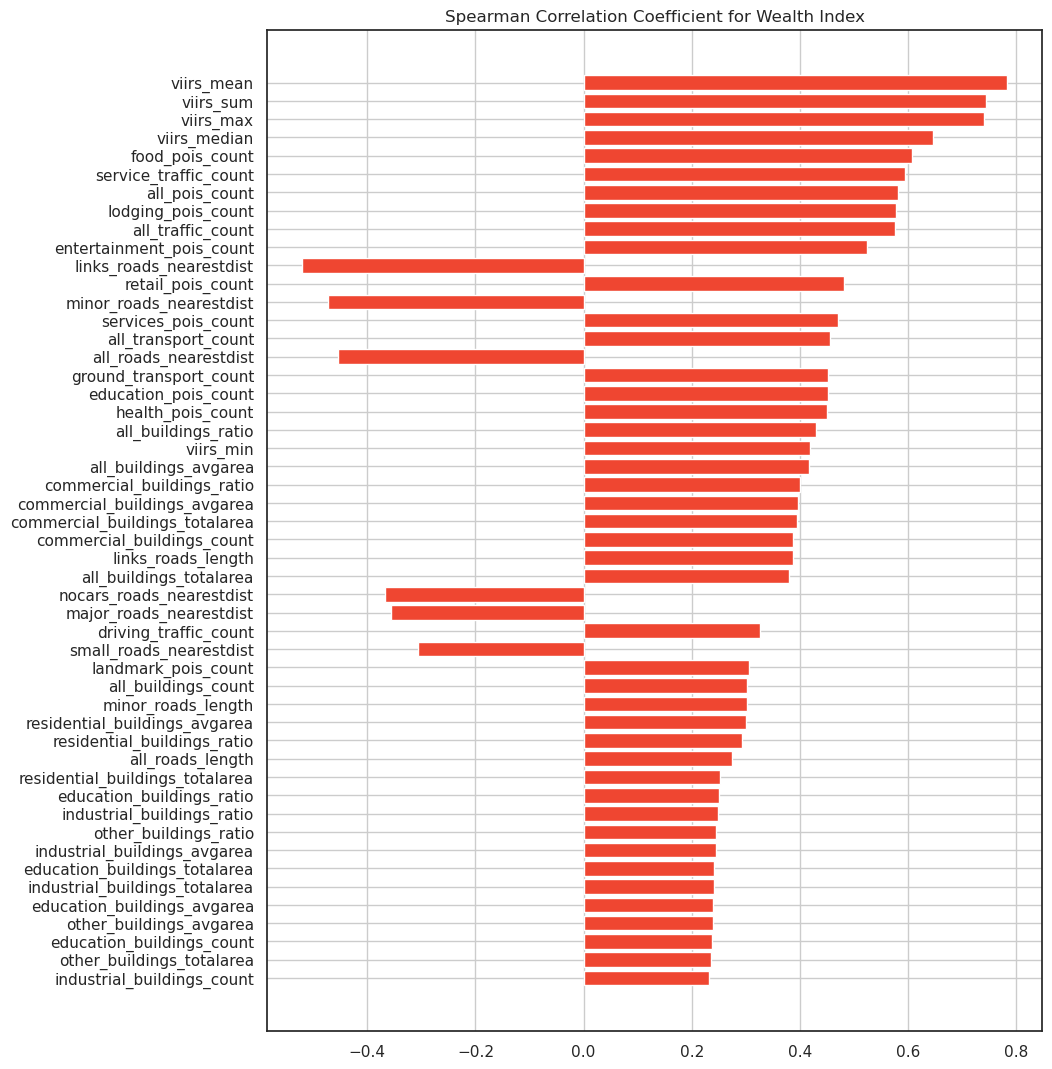 Spearman Correlation Coefficient for Wealth Index
viirs_mean
viirs_sum
viirs_max
viirs_median
food_pois_count
service_traffic_count
all_pois_count
lodging_pois_count
all_traffic_count
entertainment_pois_count
links_roads_nearestdist
retail_pois_count
minor_roads_nearestdist
services_pois_count
all_transport_count
all_roads_nearestdist
ground_transport_count
education_pois_count
health_pois_count
all_buildings_ratio
viirs_min
all_buildings_avgarea
commercial_buildings_ratio
commercial_buildings_avgarea
commercial_buildings_totalarea
commercial_buildings_count
links_roads_length
all_buildings_totalarea
nocars_roads_nearestdist
major_roads_nearestdist
driving_traffic_count
small_roads_nearestdist
landmark_pois_count
all_buildings_count
minor_roads_length
residential_buildings_avgarea
residential_buildings_ratio
all_roads_length
residential_buildings_totalarea
education_buildings_ratio
industrial_buildings_ratio
other_buildings_ratio
industrial_buildings_avgarea
education_buildings_totalarea
industrial_buildings_totalarea
education_buildings_avgarea
other_buildings_avgarea
education_buildings_count
other_buildings_totalarea
industrial_buildings_count
−0.4 −0.2 0.0 0.2 0.4 0.6 0.8